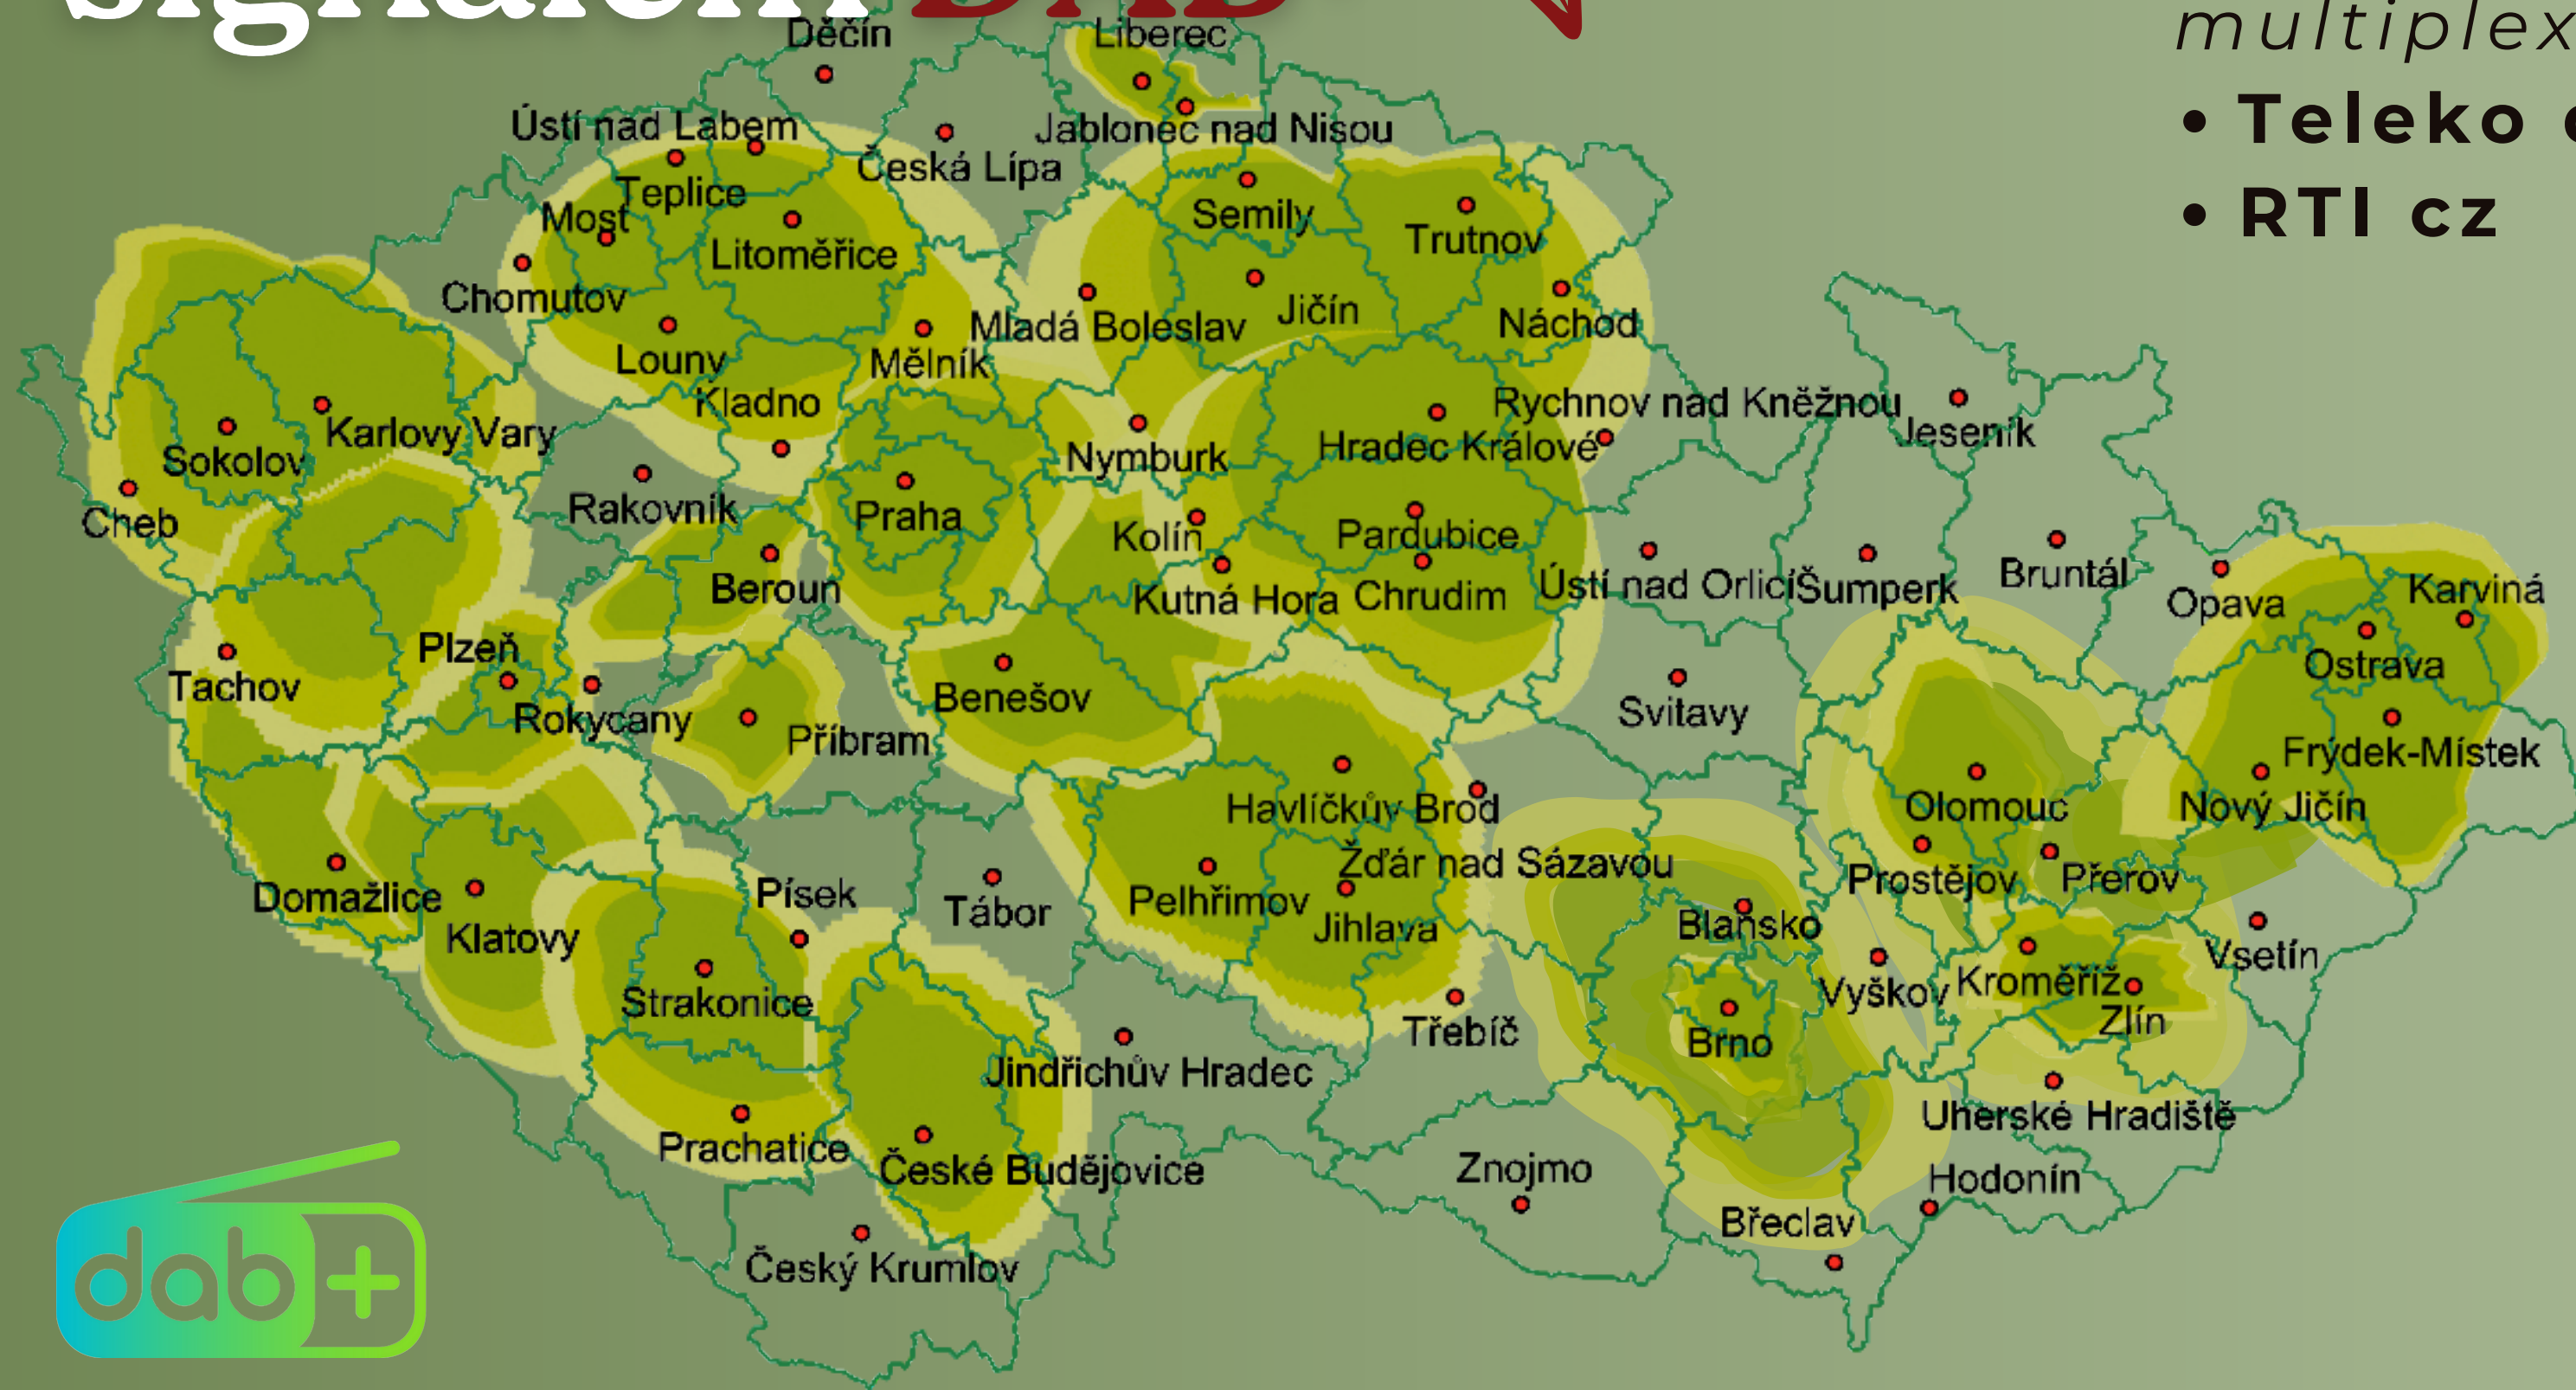 signálem DAB+
multiplex
• Teleko
• RTI cz
Děčín
Liberec
Ústí nad Labem
Jablonec nad Nisou
Česká Lípa
Teplice
Most
Semily
Litoměřice
Trutnov
Chomutov
Jičín
Mladá Boleslav
Náchod
Louny
Mělník
Kladno
Rychnov nad Kněžnou
Jeseník
Karlovy Vary
Hradec Králové
Sokolov
Nymburk
Rakovník
Praha
Cheb
Kolín
Pardubice
Bruntál
Beroun
Ústí nad Orlicí
Šumperk
Karviná
Kutná Hora
Chrudim
Opava
Plzeň
Ostrava
Tachov
Benešov
Svitavy
Rokycany
Příbram
Frýdek-Místek
Havlíčkův Brod
Olomouc
Nový Jičín
Žďár nad Sázavou
Prostějov
Přerov
Písek
Domažlice
Pelhřimov
Tábor
Blansko
Jihlava
Klatovy
Vsetín
Kroměříž
Vyškov
Strakonice
Zlín
Třebíč
Brno
Jindřichův Hradec
Uherské Hradiště
Prachatice
České Budějovice
Znojmo
Hodonín
Břeclav
Český Krumlov
dab+